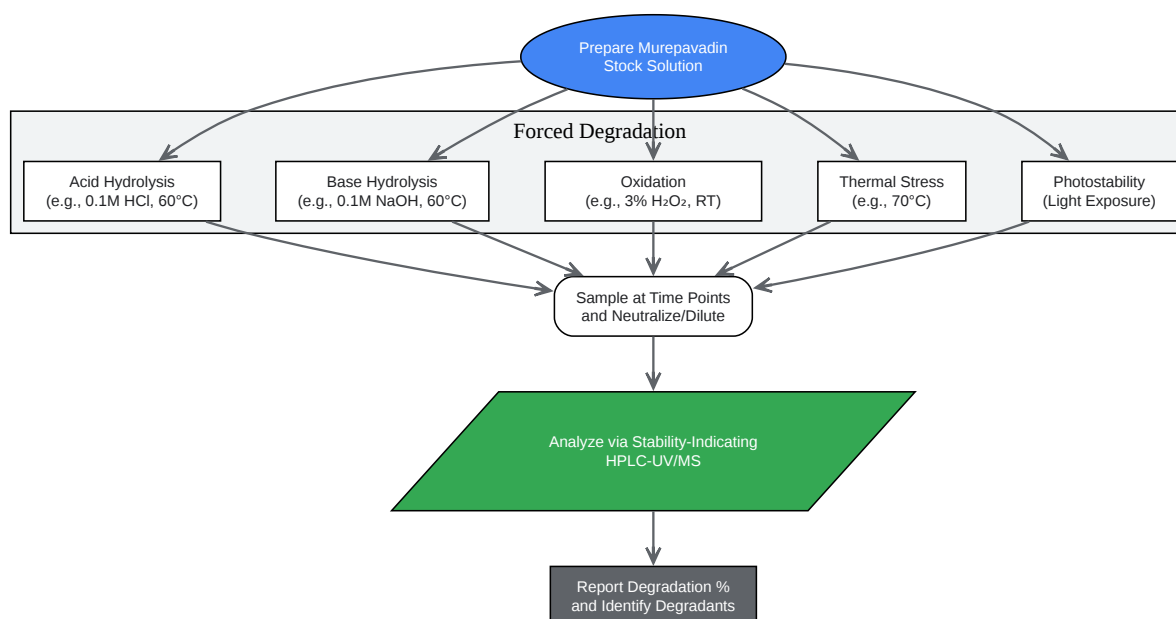 Prepare Murepavadin
Stock Solution
Forced Degradation
Acid Hydrolysis
(e.g., 0.1M HCl, 60°C)
Base Hydrolysis
(e.g., 0.1M NaOH, 60°C)
Oxidation
(e.g., 3% H₂O₂, RT)
Thermal Stress
(e.g., 70°C)
Photostability
(Light Exposure)
Sample at Time Points
and Neutralize/Dilute
Analyze via Stability-Indicating
HPLC-UV/MS
Report Degradation %
and Identify Degradants